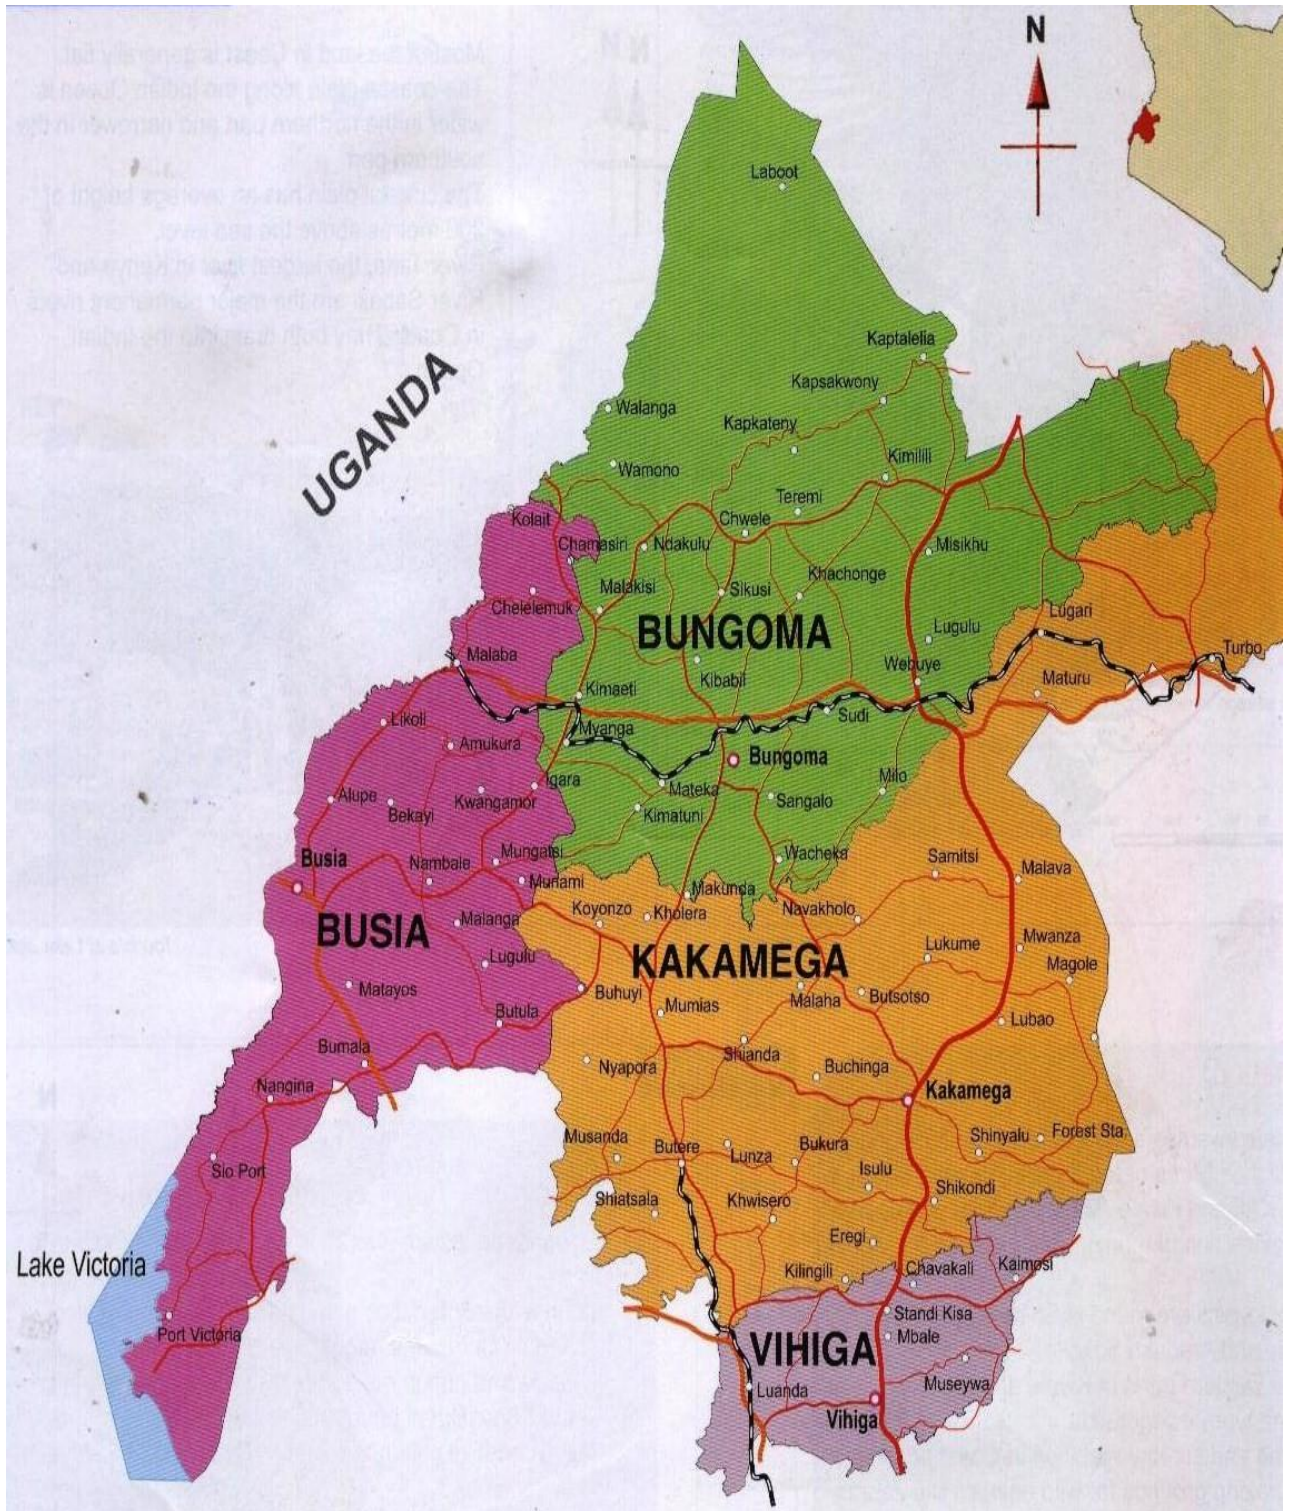 N
Laboot
Kaptalelia
Kapsakwony
Walanga
Kapkateny
UGANDA
Kimilili
Wamono
Teremi
Kolait
Chwele
Chamasiri
Ndakulu
Misikhu
Khachonge
Malakisi
Sikusi
Chelelemuk
Lugari
BUNGOMA
Lugulu
Malaba
Webuye
Turbo
Kimaeti
Kibabii
Maturu
Likoli
Myanga
Sudi
Amukura
Bungoma
Igara
Milo
Alupe
Kwangamor
Mateka
Sangalo
Bekayi
Kimatuni
Busia
Nambale
Mungatsi
Wacheka
Samitsi
Malava
Munami
Makunda
Malanga
Koyonzo
Kholera
Navakholo
BUSIA
Mwanza
Lugulu
KAKAMEGA
Lukume
Magole
Matayos
Buhuyi
Mumias
Malaha
Butsotso
Butula
Lubao
Bumala
Shianda
Nyapora
Buchinga
Nangina
Kakamega
Musanda
Butere
Lunza
Bukura
Shinyalu
Forest Sta.
Sio Port
Isulu
Shiatsala
Khwisero
Shikondi
Eregi
Lake Victoria
Kilingili
Chavakali
Kaimosi
Port Victoria
Standi Kisa
Mbale
VIHIGA
Luanda
Museywa
Vihiga